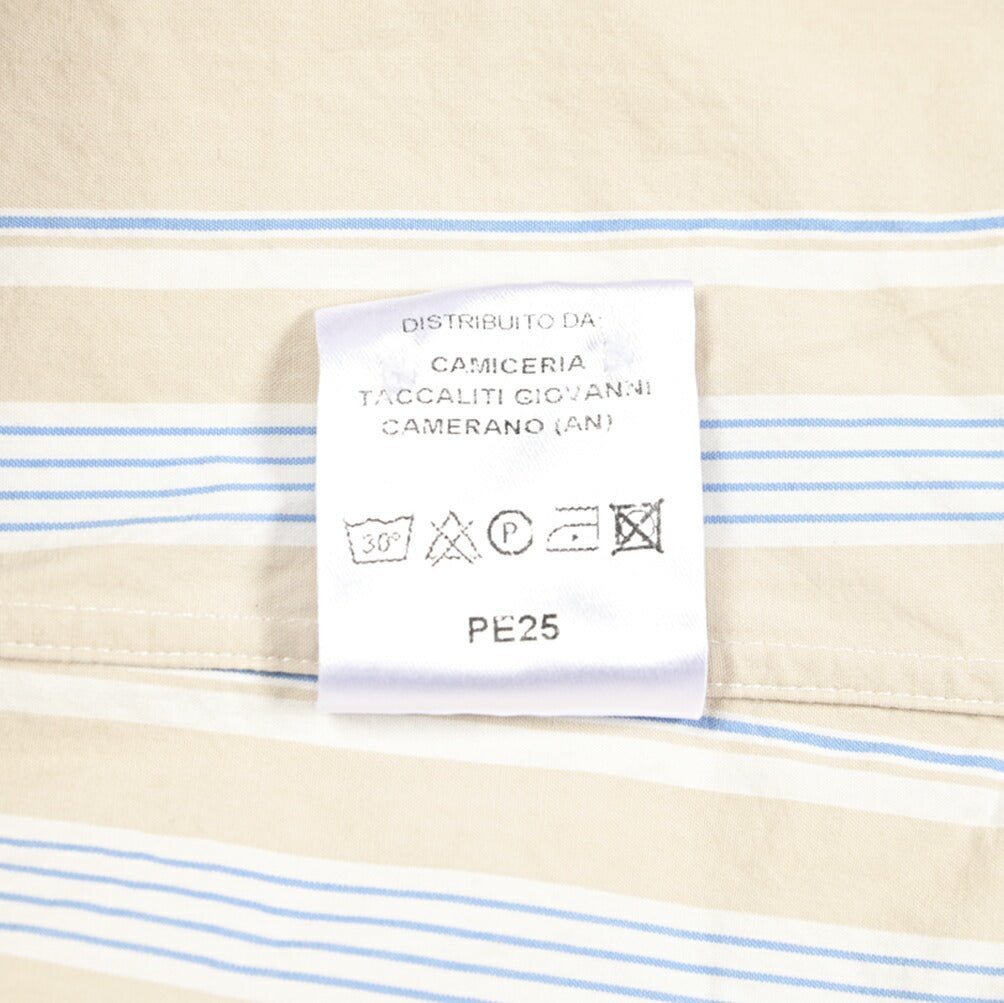 DISTRIBUITO DA:
CAMICERIA
TACCALITI GIOVANNI
CAMERANO (AN)
30° P
PE25